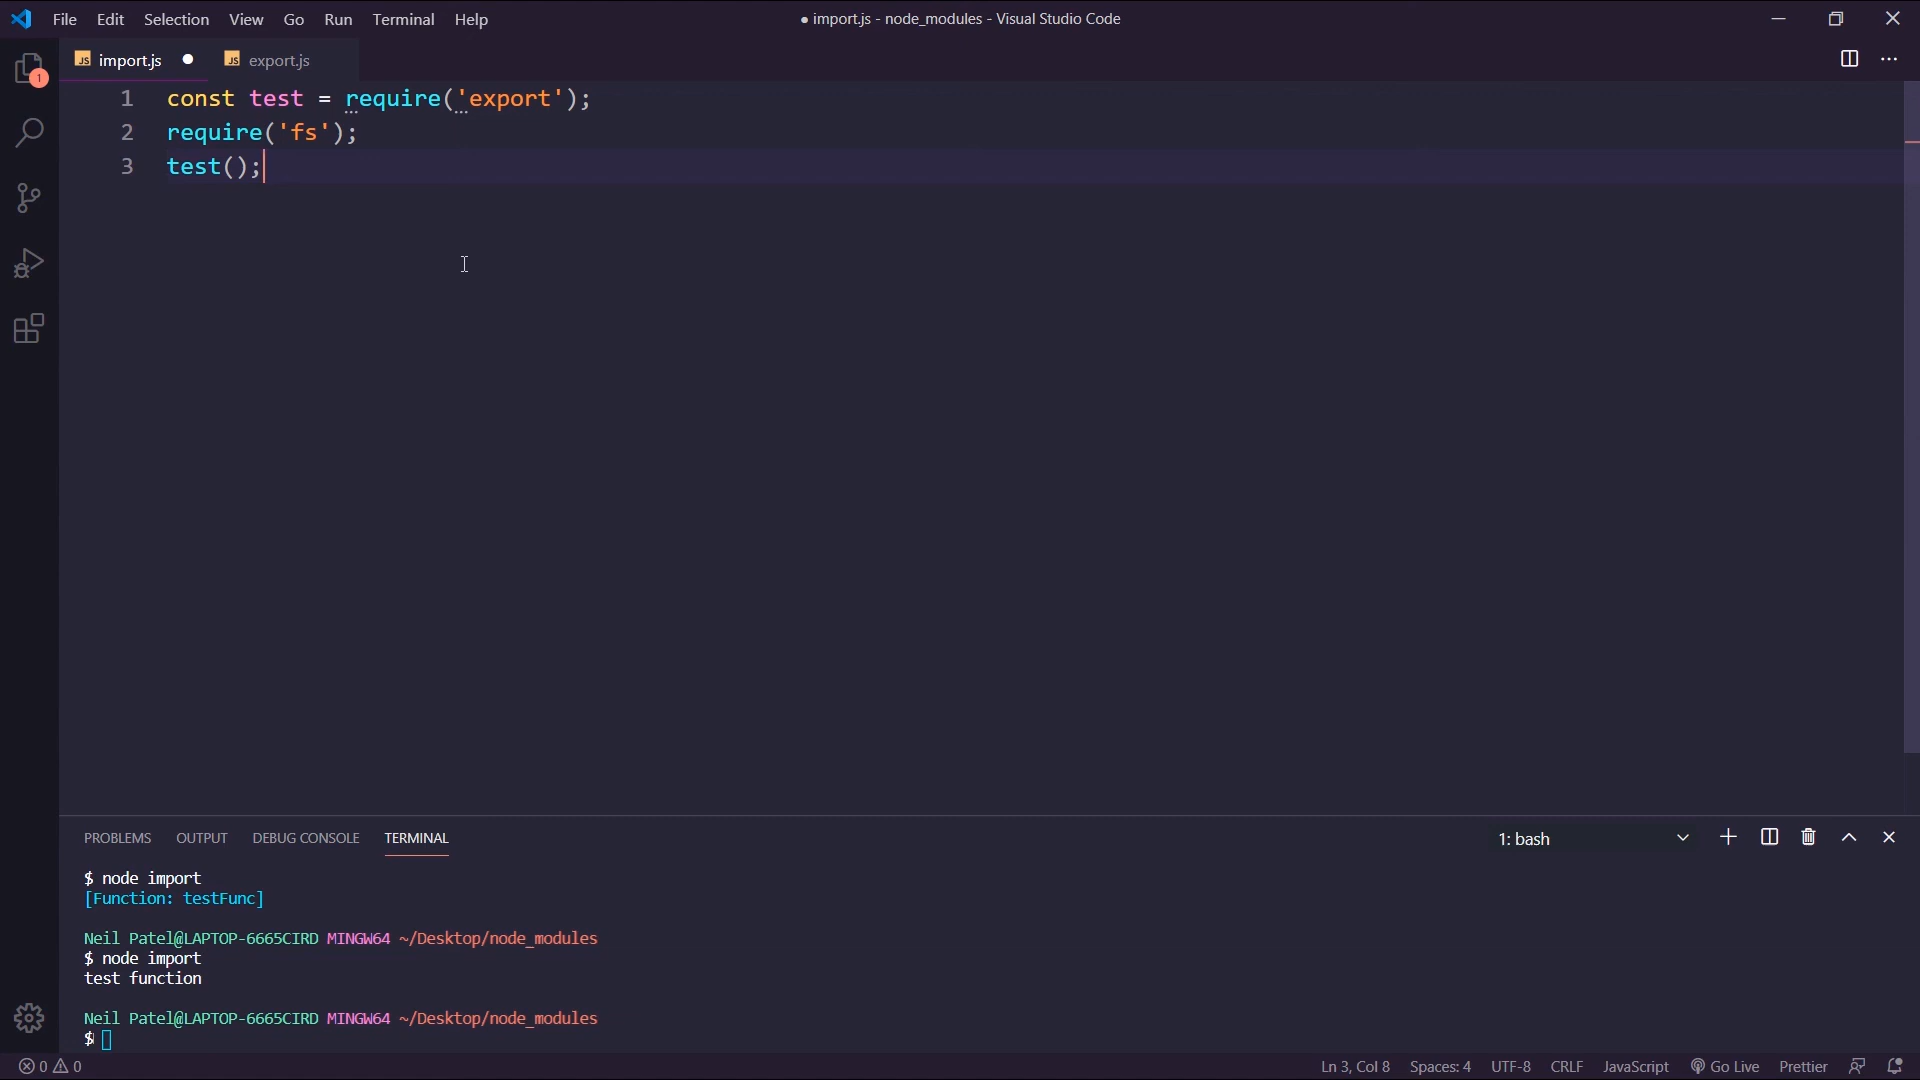 File Edit Selection View Go Run Terminal Help
● import.js - node_modules - Visual Studio Code
JS import.js ● JS export.js
1
1 const test = require('export');
2 require('fs');
3 test();
PROBLEMS OUTPUT DEBUG CONSOLE TERMINAL
1: bash
$ node import
[Function: testFunc]
Neil Patel@LAPTOP-6665CIRD MINGW64 ~/Desktop/node_modules
$ node import
test function
Neil Patel@LAPTOP-6665CIRD MINGW64 ~/Desktop/node_modules
$
0 0 Ln 3, Col 8 Spaces: 4 UTF-8 CRLF JavaScript Go Live Prettier